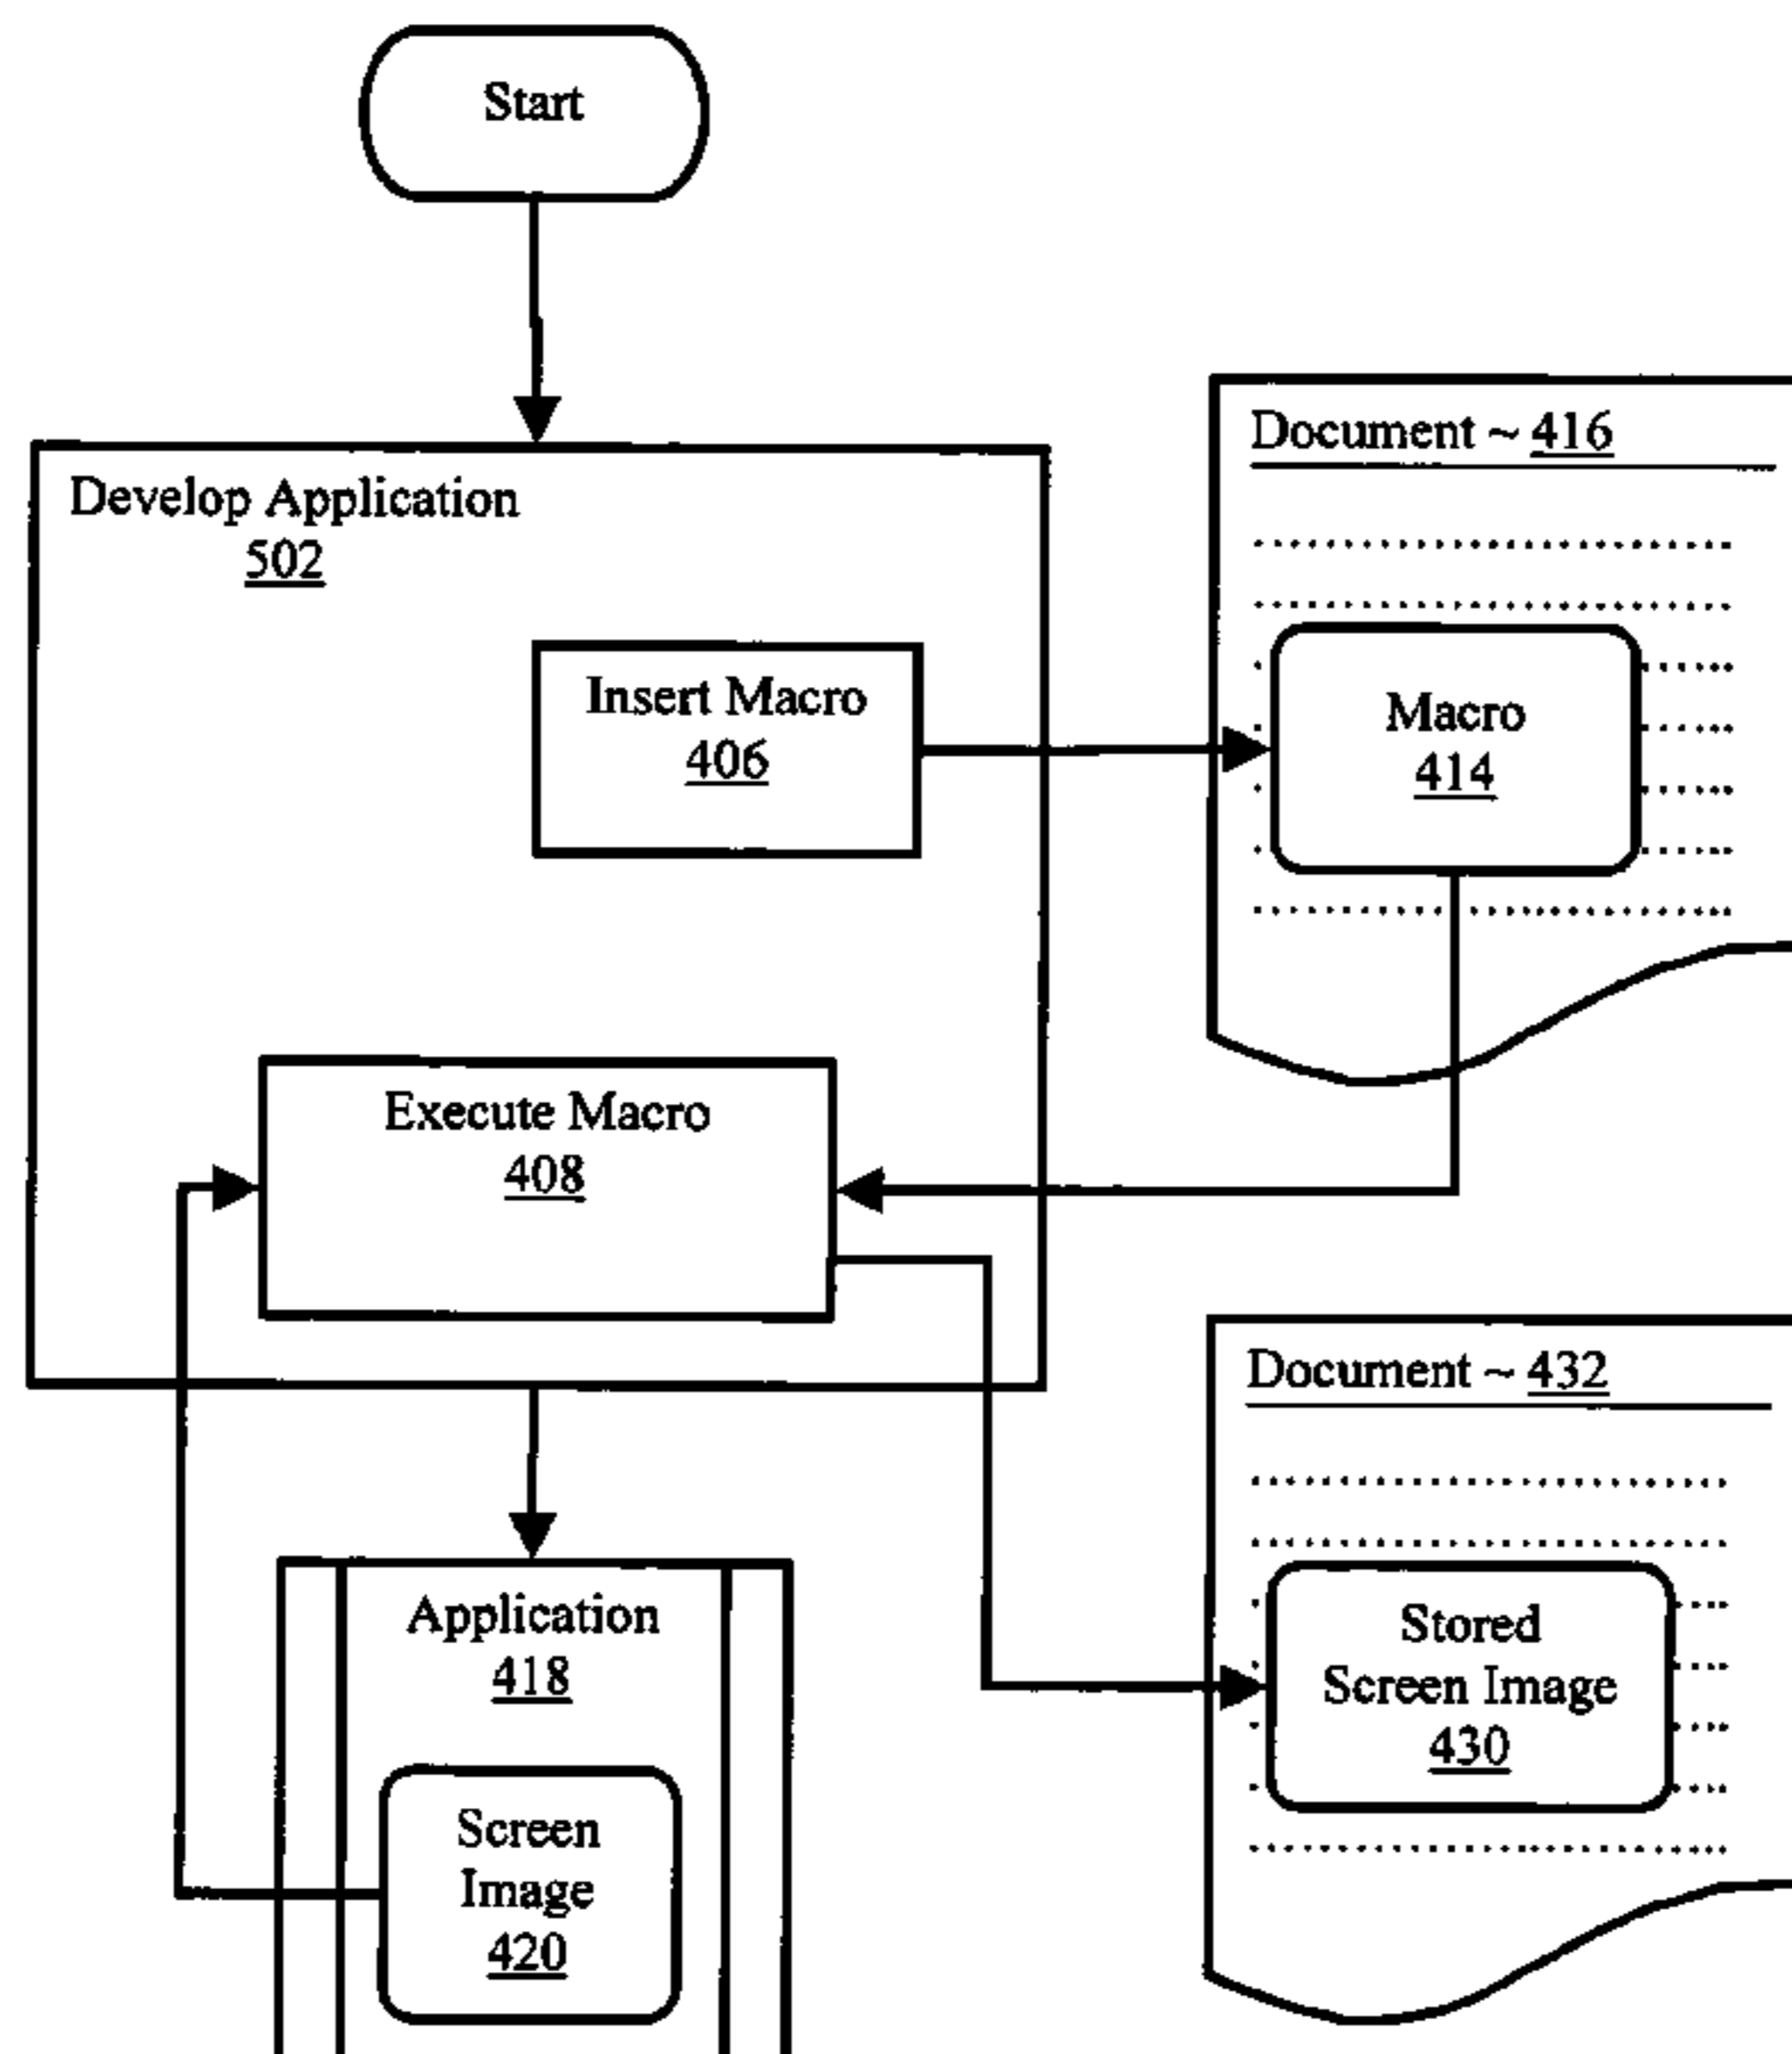 Start
Develop Application
502
Document ~ 416
Insert Macro
406
Macro
414
Execute Macro
408
Document ~ 432
Application
418
Stored
Screen Image
430
Screen
Image
420